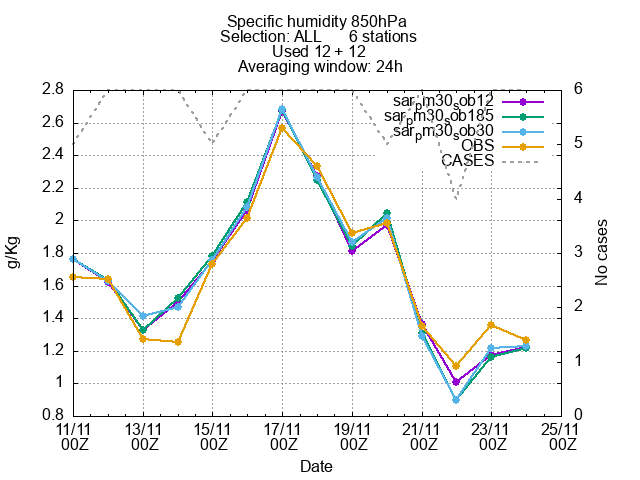 Specific humidity 850hPa
Selection: ALL 6 stations
Used 12 + 12
Averaging window: 24h
2.8
2.6
2.4
2.2
2
1.8
1.6
1.4
1.2
1
0.8
g/Kg
6
5
4
3
2
1
0
No cases
sar_pm30_sob12
sar_pm30_sob185
sar_pm30_sob30
OBS
CASES
11/11 13/11 15/11 17/11 19/11 21/11 23/11 25/11
00Z 00Z 00Z 00Z 00Z 00Z 00Z 00Z
Date